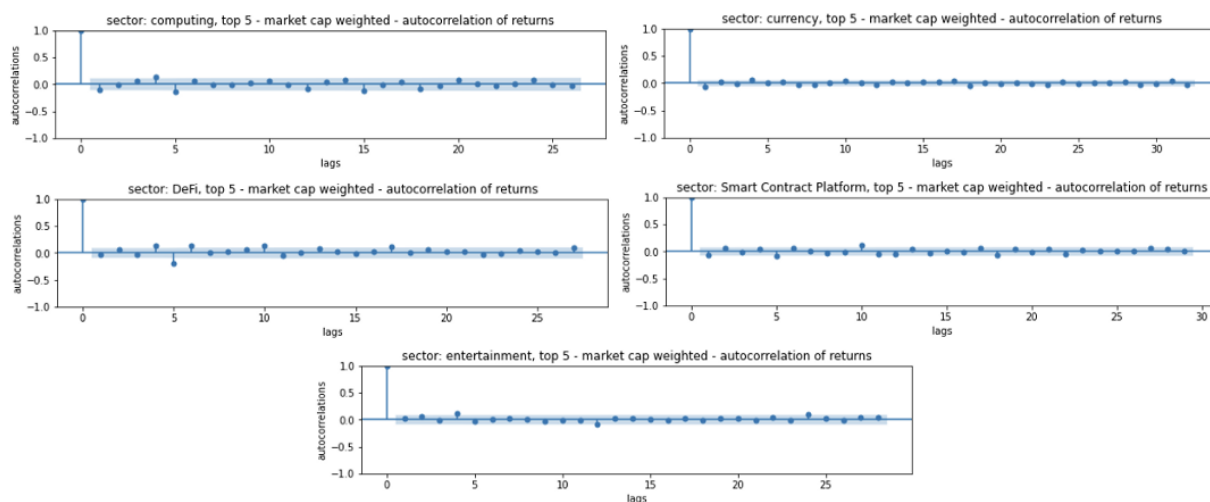 sector: computing, top 5 - market cap weighted - autocorrelation of returns
autocorrelations
1.0
0.5
0.0
−0.5
−1.0
0 5 10 15 20 25
lags
sector: currency, top 5 - market cap weighted - autocorrelation of returns
autocorrelations
1.0
0.5
0.0
−0.5
−1.0
0 5 10 15 20 25 30
lags
sector: DeFi, top 5 - market cap weighted - autocorrelation of returns
autocorrelations
1.0
0.5
0.0
−0.5
−1.0
0 5 10 15 20 25
lags
sector: Smart Contract Platform, top 5 - market cap weighted - autocorrelation of returns
autocorrelations
1.0
0.5
0.0
−0.5
−1.0
0 5 10 15 20 25 30
lags
sector: entertainment, top 5 - market cap weighted - autocorrelation of returns
autocorrelations
1.0
0.5
0.0
−0.5
−1.0
0 5 10 15 20 25
lags